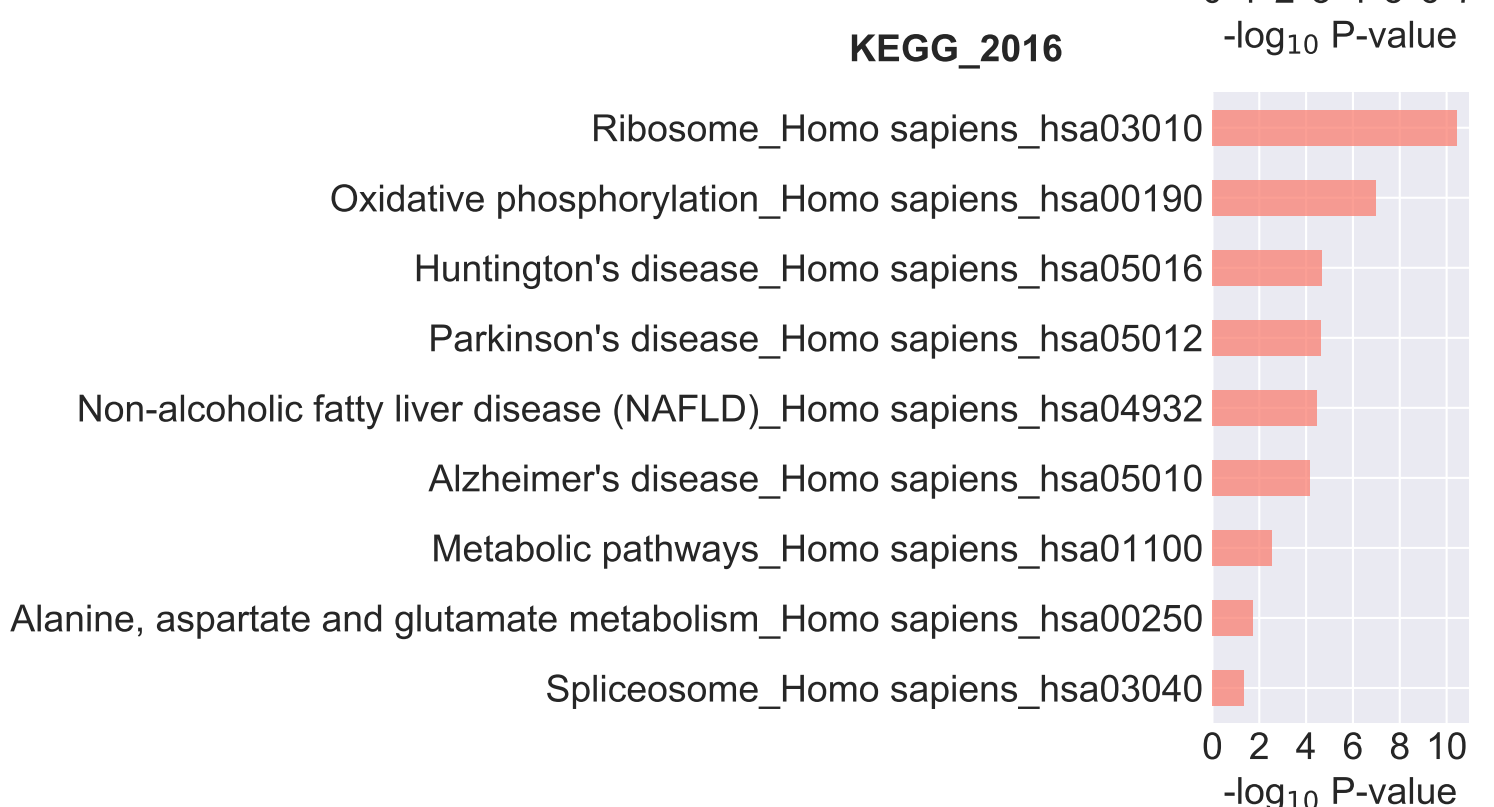 -log10 P-value
KEGG_2016
Ribosome_Homo sapiens_hsa03010
Oxidative phosphorylation_Homo sapiens_hsa00190
Huntington's disease_Homo sapiens_hsa05016
Parkinson's disease_Homo sapiens_hsa05012
Non-alcoholic fatty liver disease (NAFLD)_Homo sapiens_hsa04932
Alzheimer's disease_Homo sapiens_hsa05010
Metabolic pathways_Homo sapiens_hsa01100
Alanine, aspartate and glutamate metabolism_Homo sapiens_hsa00250
Spliceosome_Homo sapiens_hsa03040
0 2 4 6 8 10
-log10 P-value